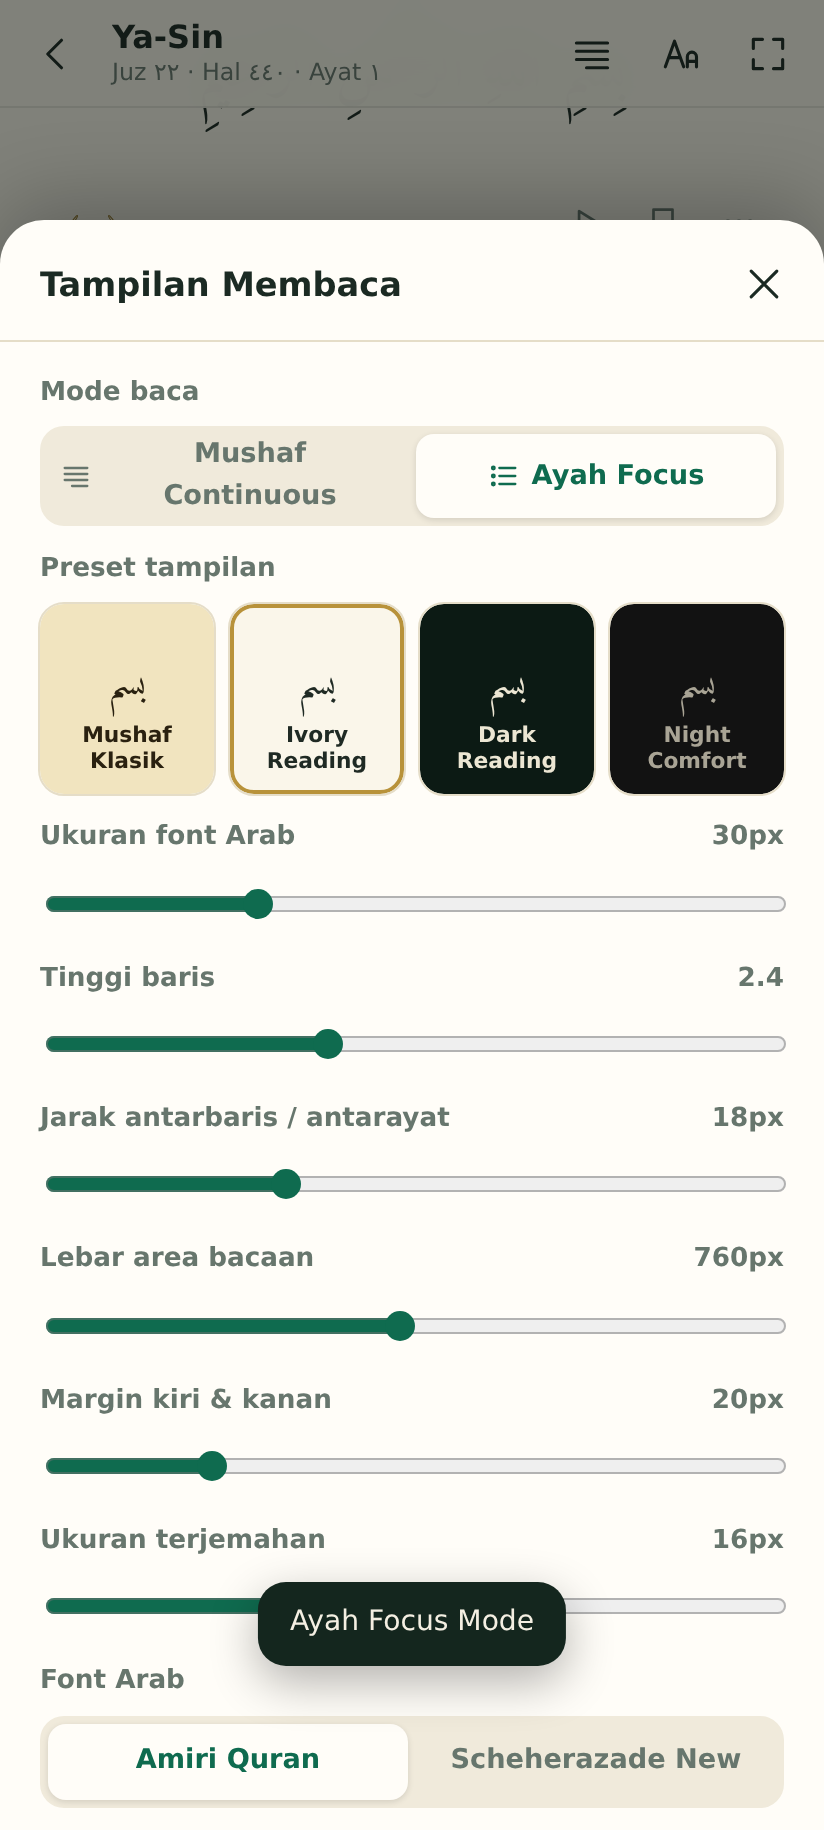 Ya-Sin
Juz ٢٢ · Hal ٤٤٠ · Ayat ١
Tampilan Membaca
Mode baca
Mushaf
Continuous
Ayah Focus
Preset tampilan
بسم
Mushaf
Klasik
بسم
Ivory
Reading
بسم
Dark
Reading
بسم
Night
Comfort
Ukuran font Arab 30px
Tinggi baris 2.4
Jarak antarbaris / antarayat 18px
Lebar area bacaan 760px
Margin kiri & kanan 20px
Ukuran terjemahan 16px
Ayah Focus Mode
Font Arab
Amiri Quran Scheherazade New